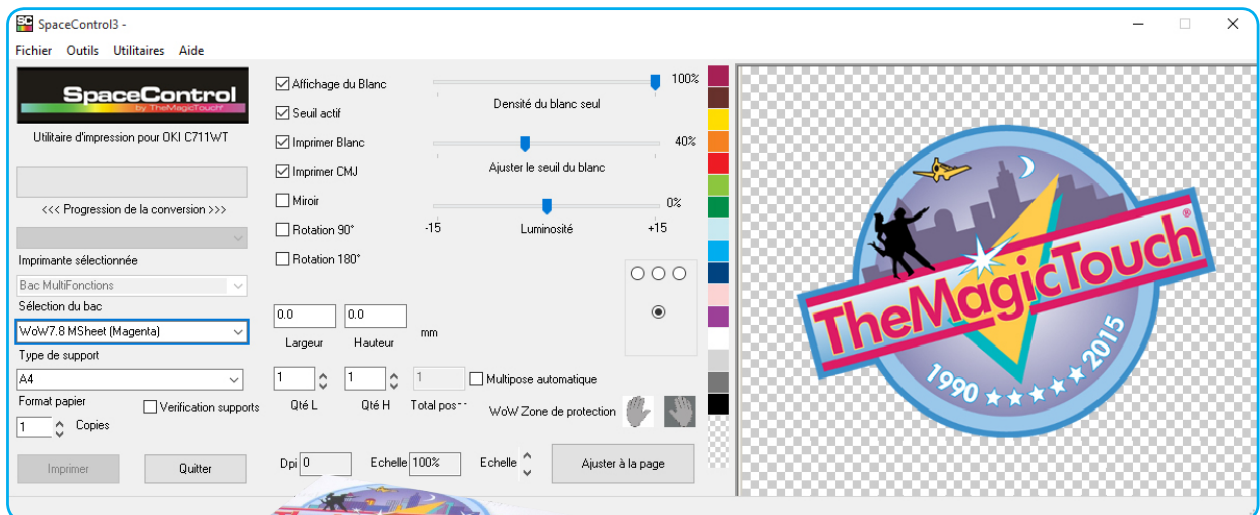 SpaceControl3 -
Fichier Outils Utilitaires Aide
SpaceControl
by TheMagicTouch
Utilitaire d'impression pour OKI C711WT
<<< Progression de la conversion >>>
Imprimante sélectionnée
Bac MultiFonctions
Sélection du bac
WoW7.8 MSheet (Magenta)
Type de support
A4
Format papier
Verification supports
1 Copies
Imprimer Quitter
Affichage du Blanc
Seuil actif
Imprimer Blanc
Imprimer CMJ
Miroir
Rotation 90°
Rotation 180°
100%
Densité du blanc seul
40%
Ajuster le seuil du blanc
0%
-15 Luminosité +15
0.0 0.0 mm
Largeur Hauteur
1 1 1 Multipose automatique
Qté L Qté H Total pos
WoW Zone de protection
Dpi 0 Echelle 100% Echelle Ajuster à la page
TheMagicTouch®
1990 2015